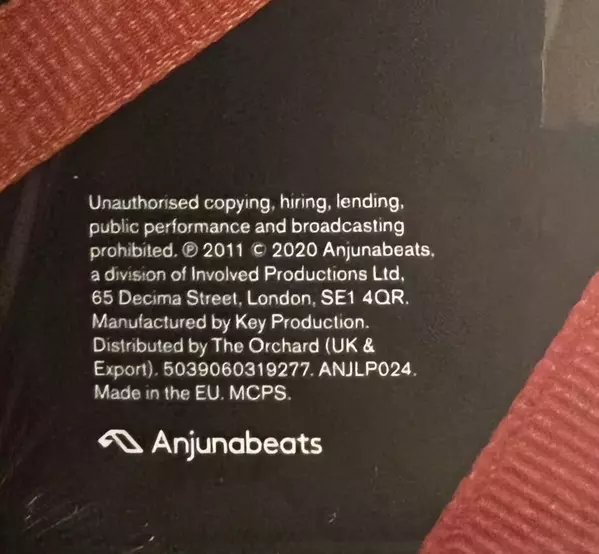 Unauthorised copying, hiring, lending,
public performance and broadcasting
prohibited. ℗ 2011 © 2020 Anjunabeats,
a division of Involved Productions Ltd,
65 Decima Street, London, SE1 4QR.
Manufactured by Key Production.
Distributed by The Orchard (UK &
Export). 5039060319277. ANJLP024.
Made in the EU. MCPS.
Anjunabeats